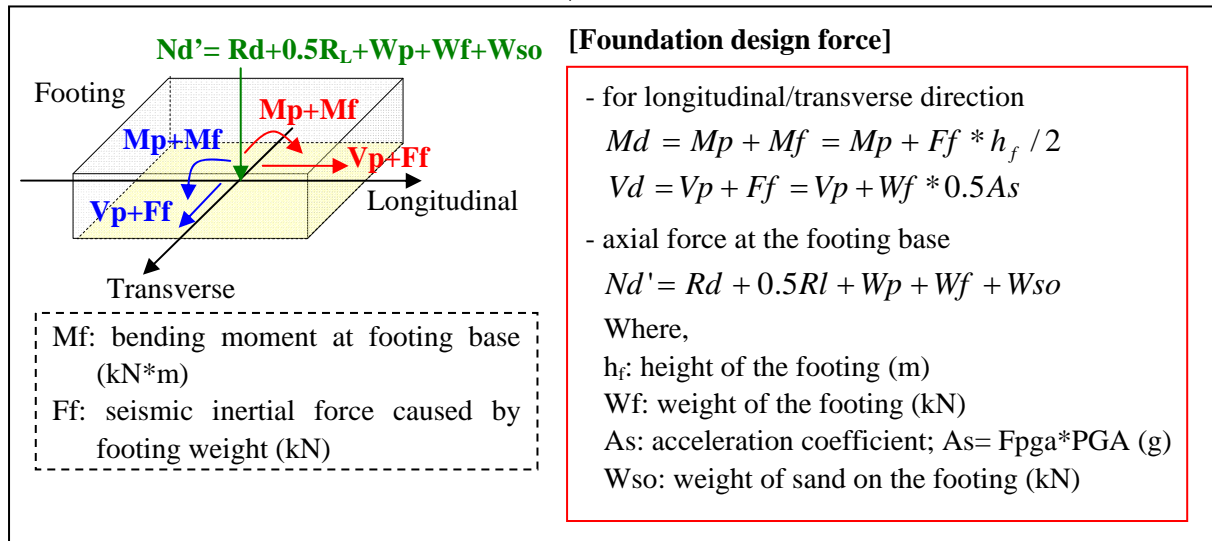 Nd’= Rd+0.5R_L+Wp+Wf+Wso
Footing
Mp+Mf
Mp+Mf
Vp+Ff
Longitudinal
Vp+Ff
Transverse
Mf: bending moment at footing base
(kN*m)
Ff: seismic inertial force caused by
footing weight (kN)
[Foundation design force]
- for longitudinal/transverse direction
Md = Mp + Mf = Mp + Ff * h_f / 2
Vd = Vp + Ff = Vp + Wf * 0.5As
- axial force at the footing base
Nd' = Rd + 0.5Rl + Wp + Wf + Wso
Where,
h_f: height of the footing (m)
Wf: weight of the footing (kN)
As: acceleration coefficient; As= Fpga*PGA (g)
Wso: weight of sand on the footing (kN)